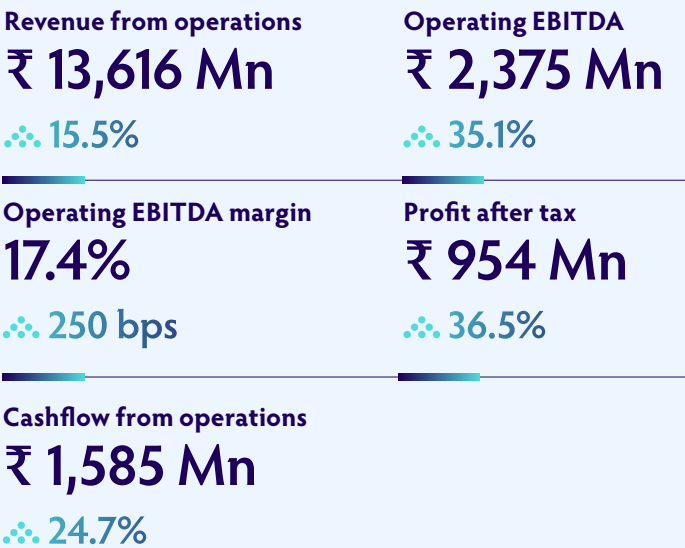 Revenue from operations
₹ 13,616 Mn
15.5%
Operating EBITDA
₹ 2,375 Mn
35.1%
Operating EBITDA margin
17.4%
250 bps
Profit after tax
₹ 954 Mn
36.5%
Cashflow from operations
₹ 1,585 Mn
24.7%